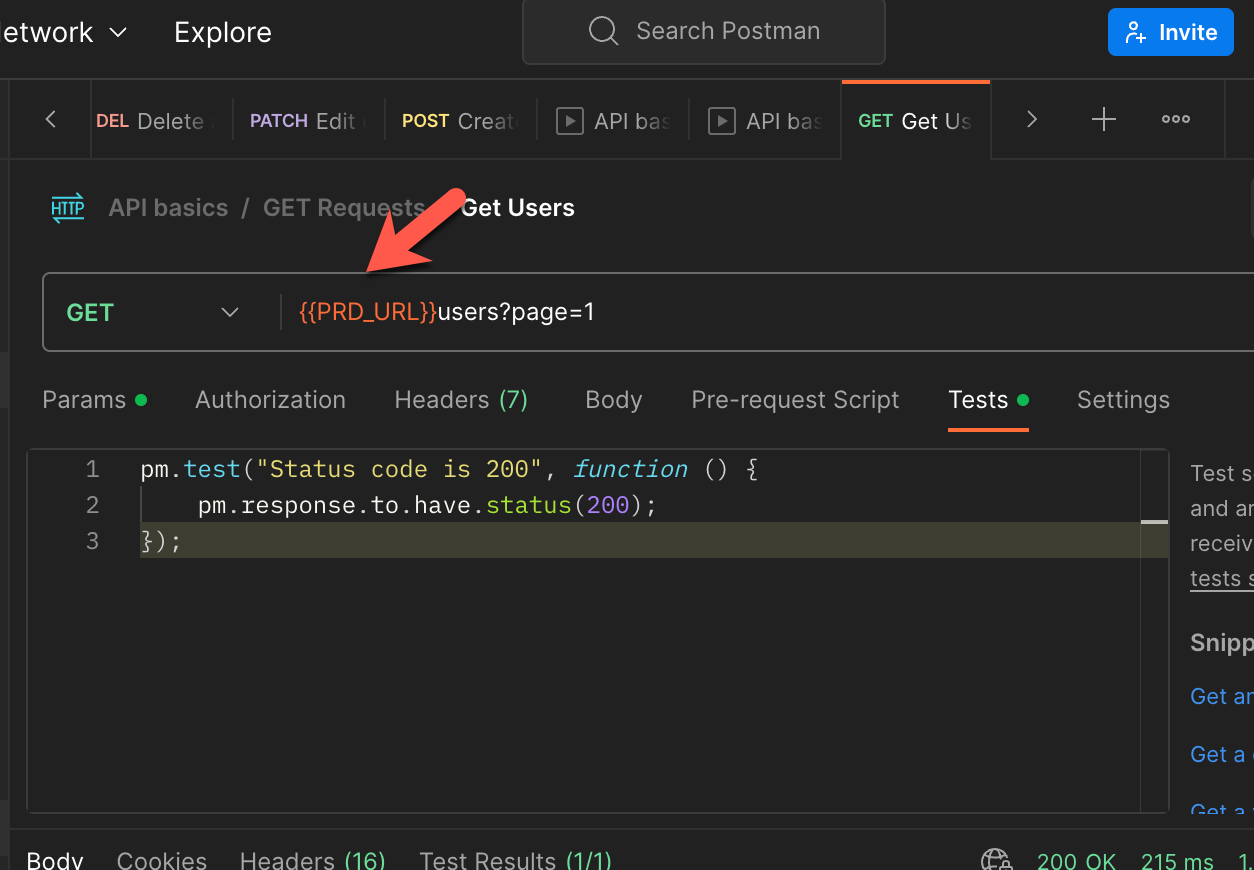 etwork Explore Search Postman Invite
DEL Delete PATCH Edit POST Creat API bas API bas GET Get Us
HTTP API basics / GET Requests Get Users
GET {{PRD_URL}}users?page=1
Params Authorization Headers (7) Body Pre-request Script Tests Settings
1 pm.test("Status code is 200", function () {
2 pm.response.to.have.status(200);
3 });
Test s
and ar
receiv
tests s
Snipp
Get an
Get a
Get a
Body Cookies Headers (16) Test Results (1/1) 200 OK 215 ms 1.